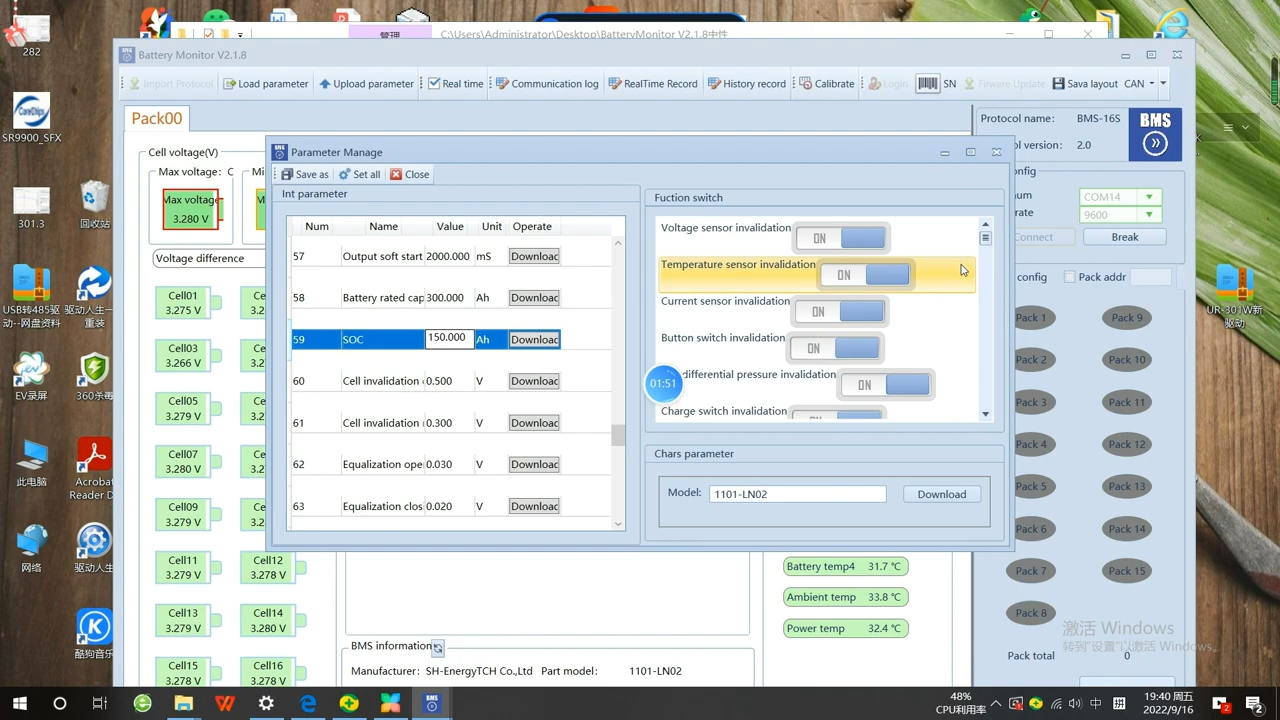 282
管理
C:\Users\Administrator\Desktop\BatteryMonitor V2.1.8中性
Battery Monitor V2.1.8
Import Protocol
Load parameter
Upload parameter
Real time
Communication log
RealTime Record
History record
Calibrate
Login
SN
Firware Update
Sava layout
CAN
Pack00
Protocol name: BMS-16S
ol version: 2.0
BMS
SR9900_SFX
Cell voltage(V)
Max voltage: C
Max voltage
3.280 V
Voltage difference
Parameter Manage
Save as
Set all
Close
Int parameter
Num Name Value Unit Operate
57 Output soft start 2000.000 mS Downloac
58 Battery rated cap 300.000 Ah Downloac
59 SOC 150.000 Ah Downloac
60 Cell invalidation 0.500 V Downloac
61 Cell invalidation 0.300 V Downloac
62 Equalization ope 0.030 V Downloac
63 Equalization clos 0.020 V Downloac
Fuction switch
Voltage sensor invalidation ON
Temperature sensor invalidation ON
Current sensor invalidation ON
Button switch invalidation ON
differential pressure invalidation ON
01:51
Charge switch invalidation
Chars parameter
Model: 1101-LN02 Download
onfig
num COM14
rate 9600
Connect Break
config Pack addr
Pack 1 Pack 9
Pack 2 Pack 10
Pack 3 Pack 11
Pack 4 Pack 12
Pack 5 Pack 13
Pack 6 Pack 14
Pack 7 Pack 15
Pack 8
Pack total 0
301.3
回收站
USB转485驱
动--网盘资料
驱动人生一
重装
EV录屏
360杀毒
此电脑
Acrobat
Reader D
网络
驱动人生
酷狗音乐
UR-301W新
驱动
Cell01
3.275 V
Cell03
3.266 V
Cell05
3.279 V
Cell07
3.280 V
Cell09
3.279 V
Cell11
3.279 V
Cell12
3.278 V
Cell13
3.279 V
Cell14
3.280 V
Cell15
3.278 V
Cell16
3.278 V
Battery temp4 31.7 ℃
Ambient temp 33.8 ℃
Power temp 32.4 ℃
BMS information
Manufacturer: SH-EnergyTCH Co.,Ltd Part model: 1101-LN02
激活 Windows
转到"设置"以激活 Windows。
48%
CPU利用率
中
拼
19:40 周五
2022/9/16
2
2